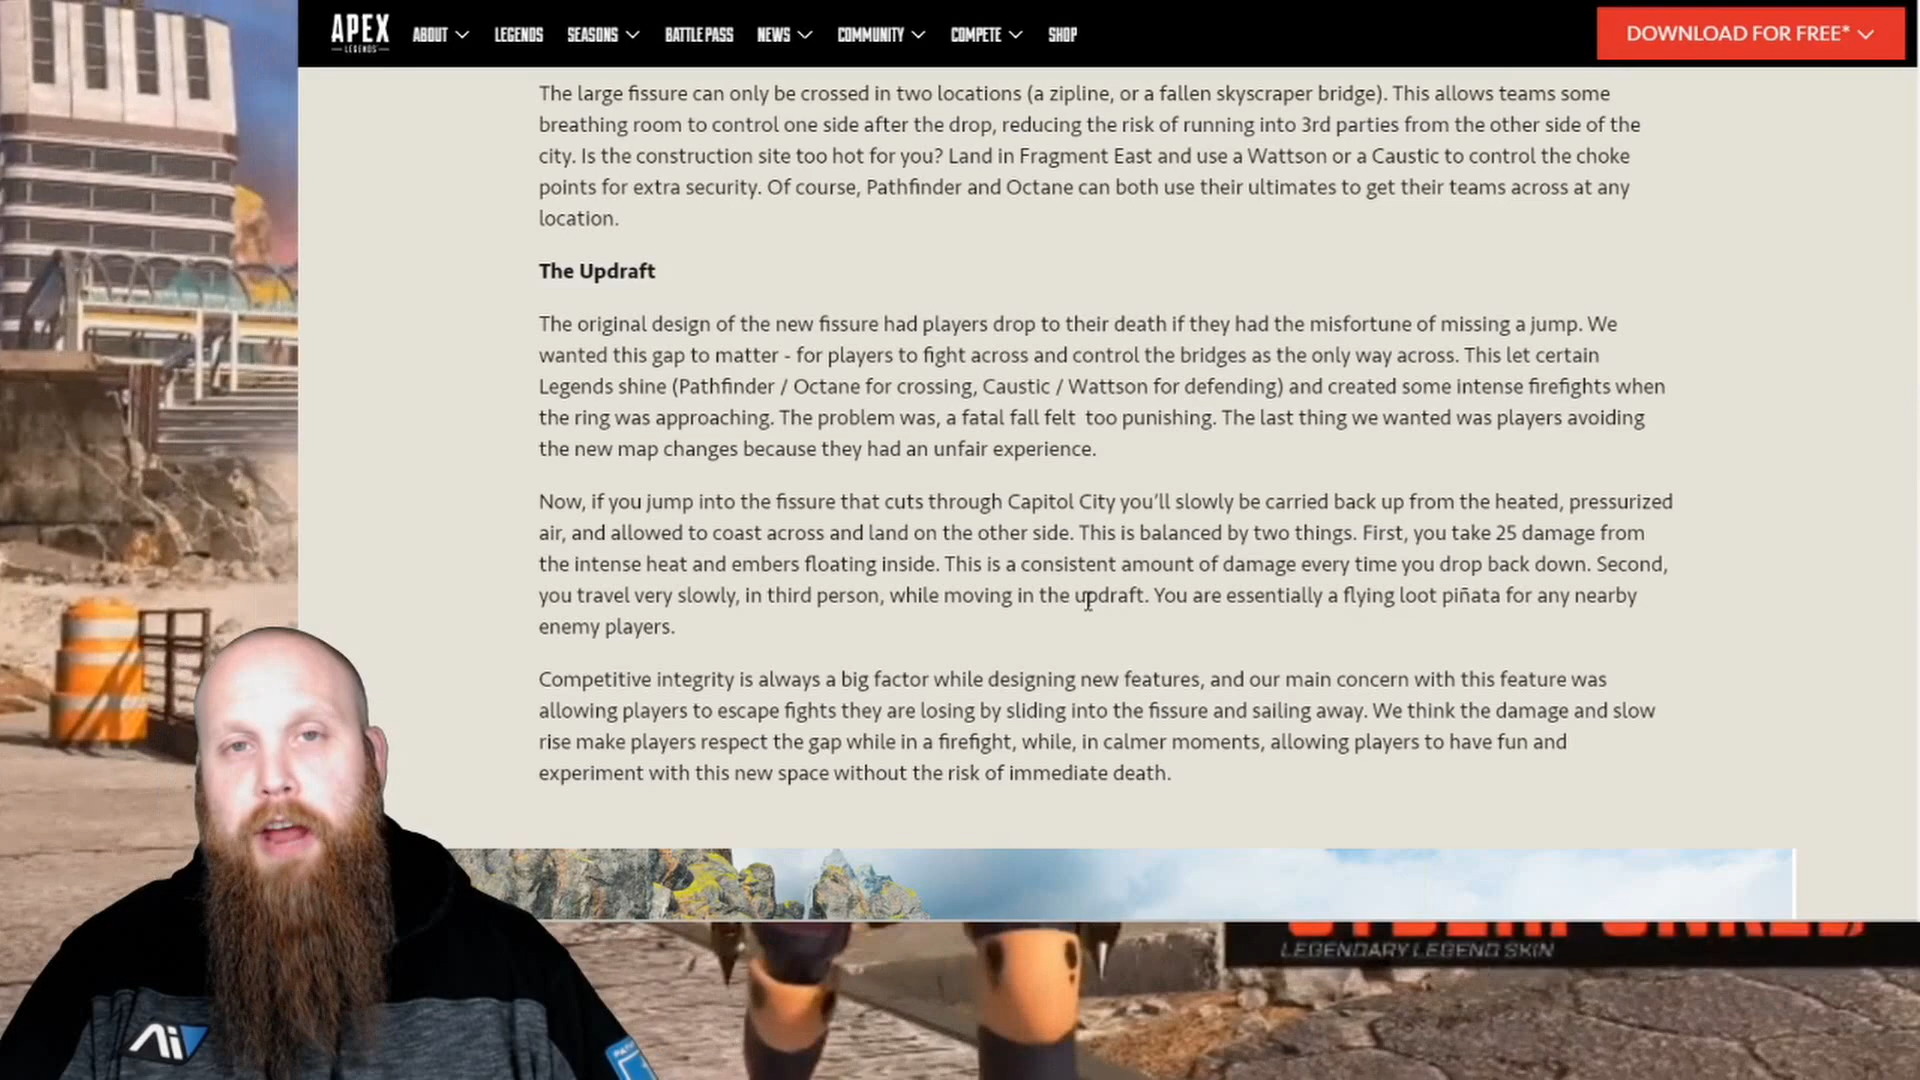 APEX
LEGENDS
ABOUT LEGENDS SEASONS BATTLE PASS NEWS COMMUNITY COMPETE SHOP
DOWNLOAD FOR FREE*
The large fissure can only be crossed in two locations (a zipline, or a fallen skyscraper bridge). This allows teams some
breathing room to control one side after the drop, reducing the risk of running into 3rd parties from the other side of the
city. Is the construction site too hot for you? Land in Fragment East and use a Wattson or a Caustic to control the choke
points for extra security. Of course, Pathfinder and Octane can both use their ultimates to get their teams across at any
location.
The Updraft
The original design of the new fissure had players drop to their death if they had the misfortune of missing a jump. We
wanted this gap to matter - for players to fight across and control the bridges as the only way across. This let certain
Legends shine (Pathfinder / Octane for crossing, Caustic / Wattson for defending) and created some intense firefights when
the ring was approaching. The problem was, a fatal fall felt too punishing. The last thing we wanted was players avoiding
the new map changes because they had an unfair experience.
Now, if you jump into the fissure that cuts through Capitol City you’ll slowly be carried back up from the heated, pressurized
air, and allowed to coast across and land on the other side. This is balanced by two things. First, you take 25 damage from
the intense heat and embers floating inside. This is a consistent amount of damage every time you drop back down. Second,
you travel very slowly, in third person, while moving in the updraft. You are essentially a flying loot piñata for any nearby
enemy players.
Competitive integrity is always a big factor while designing new features, and our main concern with this feature was
allowing players to escape fights they are losing by sliding into the fissure and sailing away. We think the damage and slow
rise make players respect the gap while in a firefight, while, in calmer moments, allowing players to have fun and
experiment with this new space without the risk of immediate death.
LEGENDARY LEGEND SKIN